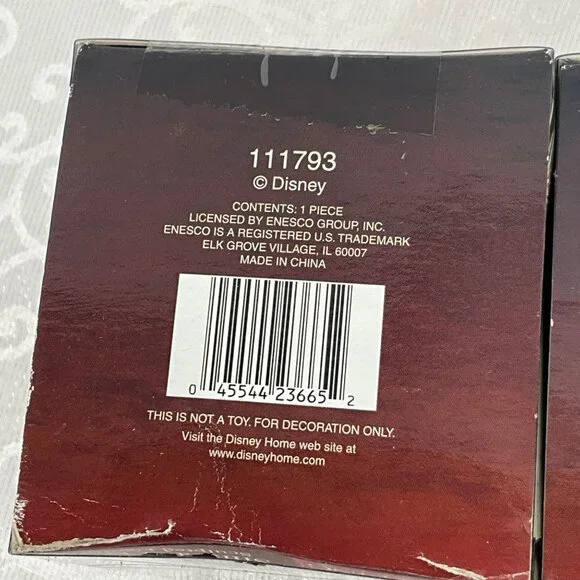 111793
© Disney
CONTENTS: 1 PIECE
LICENSED BY ENESCO GROUP, INC.
ENESCO IS A REGISTERED U.S. TRADEMARK
ELK GROVE VILLAGE, IL 60007
MADE IN CHINA
0 45544 23665 2
THIS IS NOT A TOY. FOR DECORATION ONLY.
Visit the Disney Home web site at
www.disneyhome.com